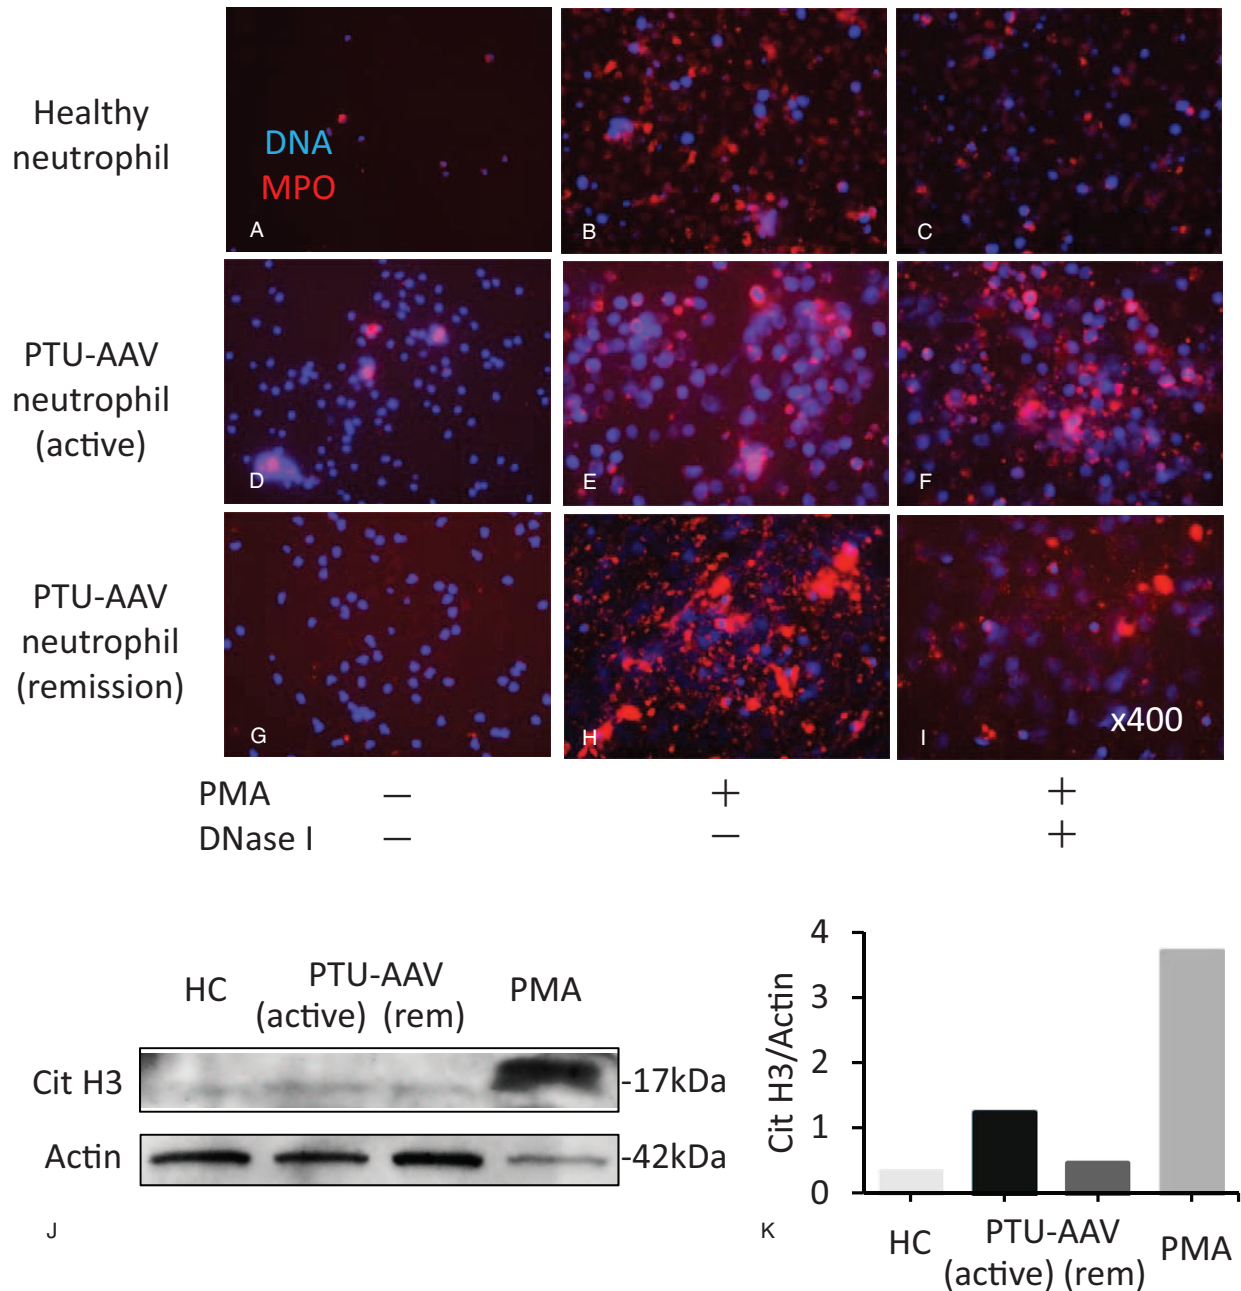 Healthy
neutrophil
DNA
MPO
A
B
C
PTU-AAV
neutrophil
(active)
D
E
F
PTU-AAV
neutrophil
(remission)
G
H
I
x400
PMA — + +
DNase I — — +
HC PTU-AAV PMA
(active) (rem)
Cit H3 -17kDa
Actin -42kDa
J
Cit H3/Actin
4
3
2
1
0
HC PTU-AAV PMA
(active) (rem)
K